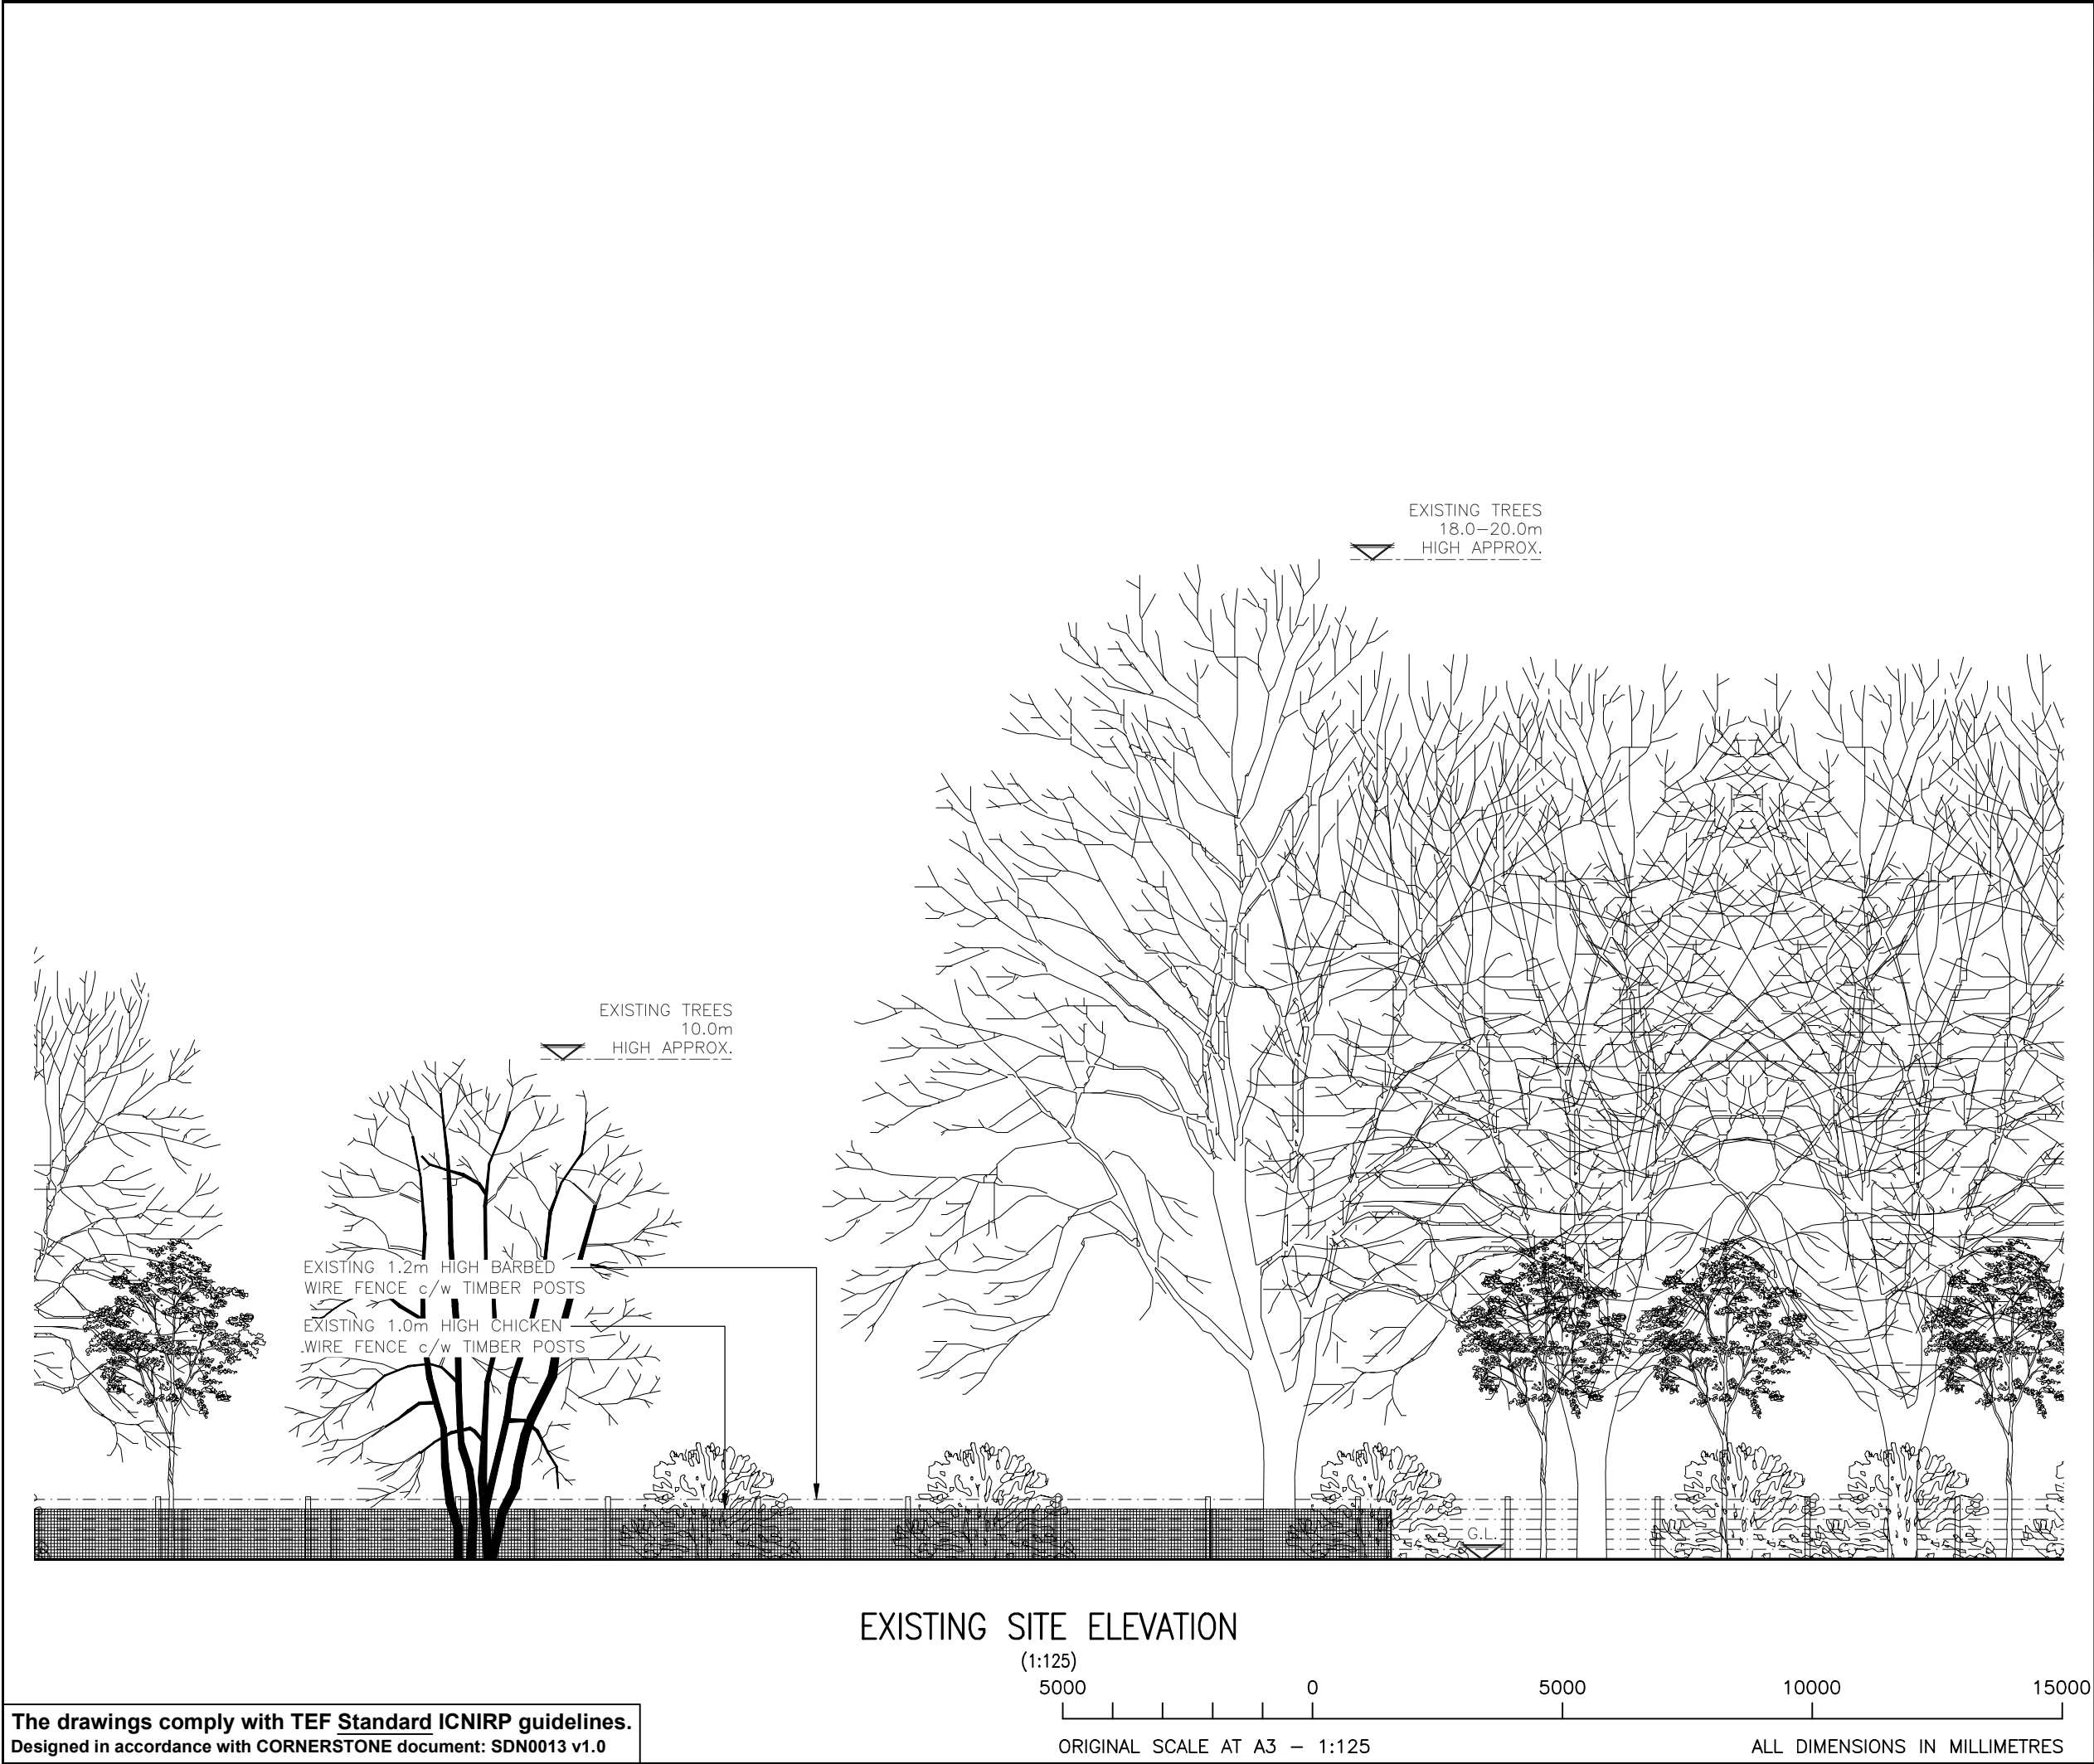 EXISTING TREES
18.0-20.0m
HIGH APPROX.
EXISTING TREES
10.0m
HIGH APPROX.
EXISTING 1.2m HIGH BARBED
WIRE FENCE c/w TIMBER POSTS
EXISTING 1.0m HIGH CHICKEN
WIRE FENCE c/w TIMBER POSTS
G.L.
EXISTING SITE ELEVATION
(1:125)
5000 0 5000 10000 15000
ORIGINAL SCALE AT A3 - 1:125
ALL DIMENSIONS IN MILLIMETRES
The drawings comply with TEF Standard ICNIRP guidelines.
Designed in accordance with CORNERSTONE document: SDN0013 v1.0